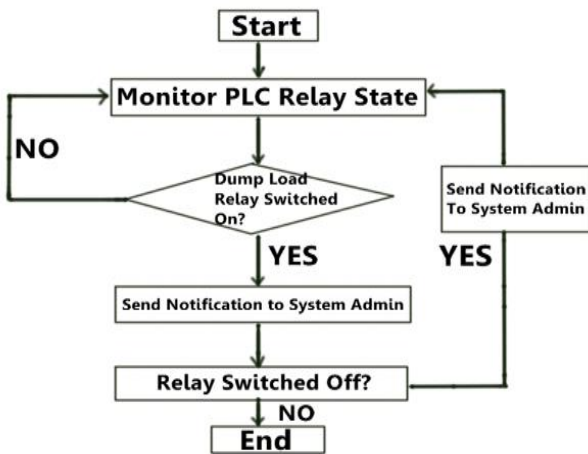 Start
Monitor PLC Relay State
NO
Dump Load
Relay Switched
On?
Send Notification
To System Admin
YES
YES
Send Notification to System Admin
Relay Switched Off?
NO
End